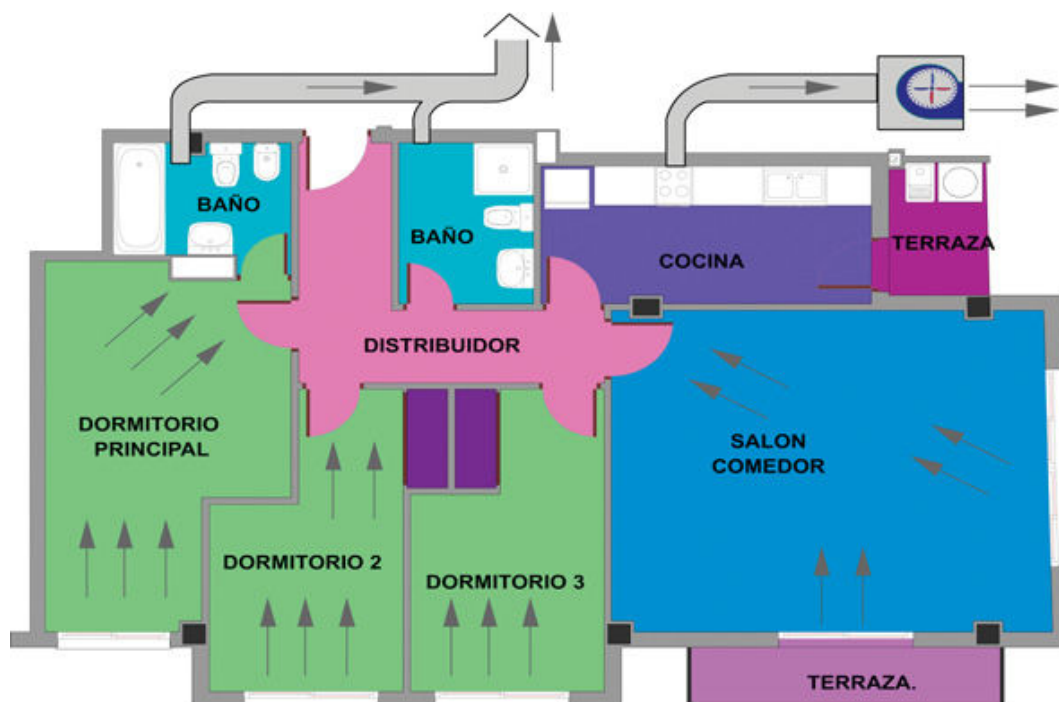 BAÑO
BAÑO
COCINA
TERRAZA
DISTRIBUIDOR
DORMITORIO
PRINCIPAL
SALON
COMEDOR
DORMITORIO 2
DORMITORIO 3
TERRAZA.